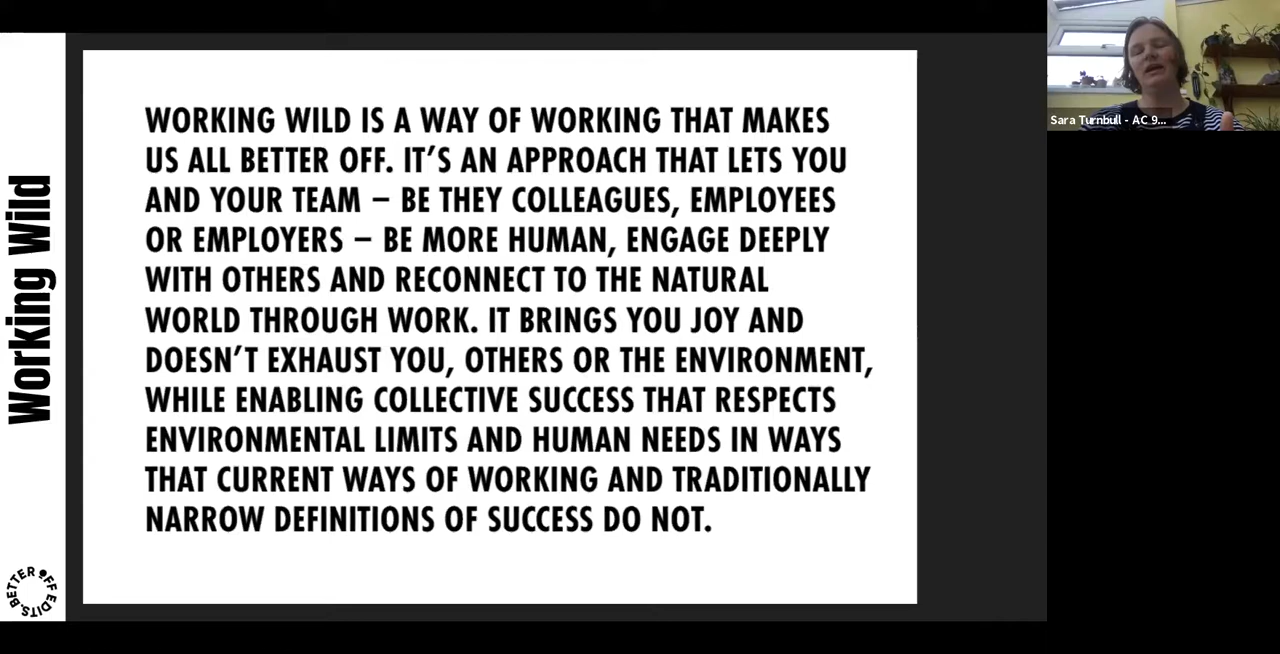 Working Wild
WORKING WILD IS A WAY OF WORKING THAT MAKES
US ALL BETTER OFF. IT'S AN APPROACH THAT LETS YOU
AND YOUR TEAM – BE THEY COLLEAGUES, EMPLOYEES
OR EMPLOYERS – BE MORE HUMAN, ENGAGE DEEPLY
WITH OTHERS AND RECONNECT TO THE NATURAL
WORLD THROUGH WORK. IT BRINGS YOU JOY AND
DOESN'T EXHAUST YOU, OTHERS OR THE ENVIRONMENT,
WHILE ENABLING COLLECTIVE SUCCESS THAT RESPECTS
ENVIRONMENTAL LIMITS AND HUMAN NEEDS IN WAYS
THAT CURRENT WAYS OF WORKING AND TRADITIONALLY
NARROW DEFINITIONS OF SUCCESS DO NOT.
BETTER OFF EDITS.
Sara Turnbull - AC 9...